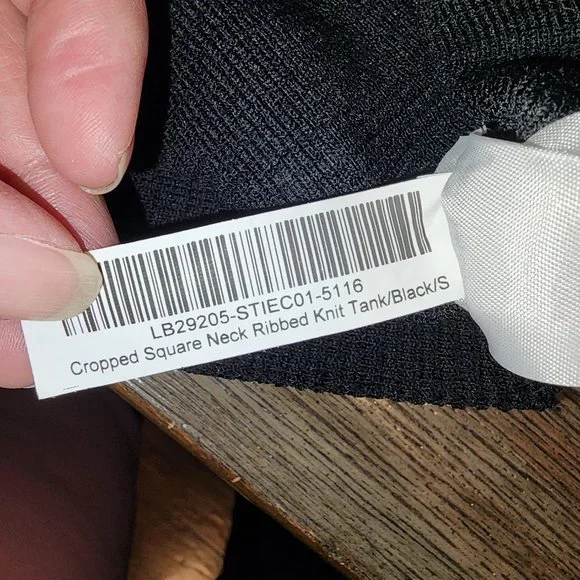 LB29205-STIEC01-5116
Cropped Square Neck Ribbed Knit Tank/Black/S